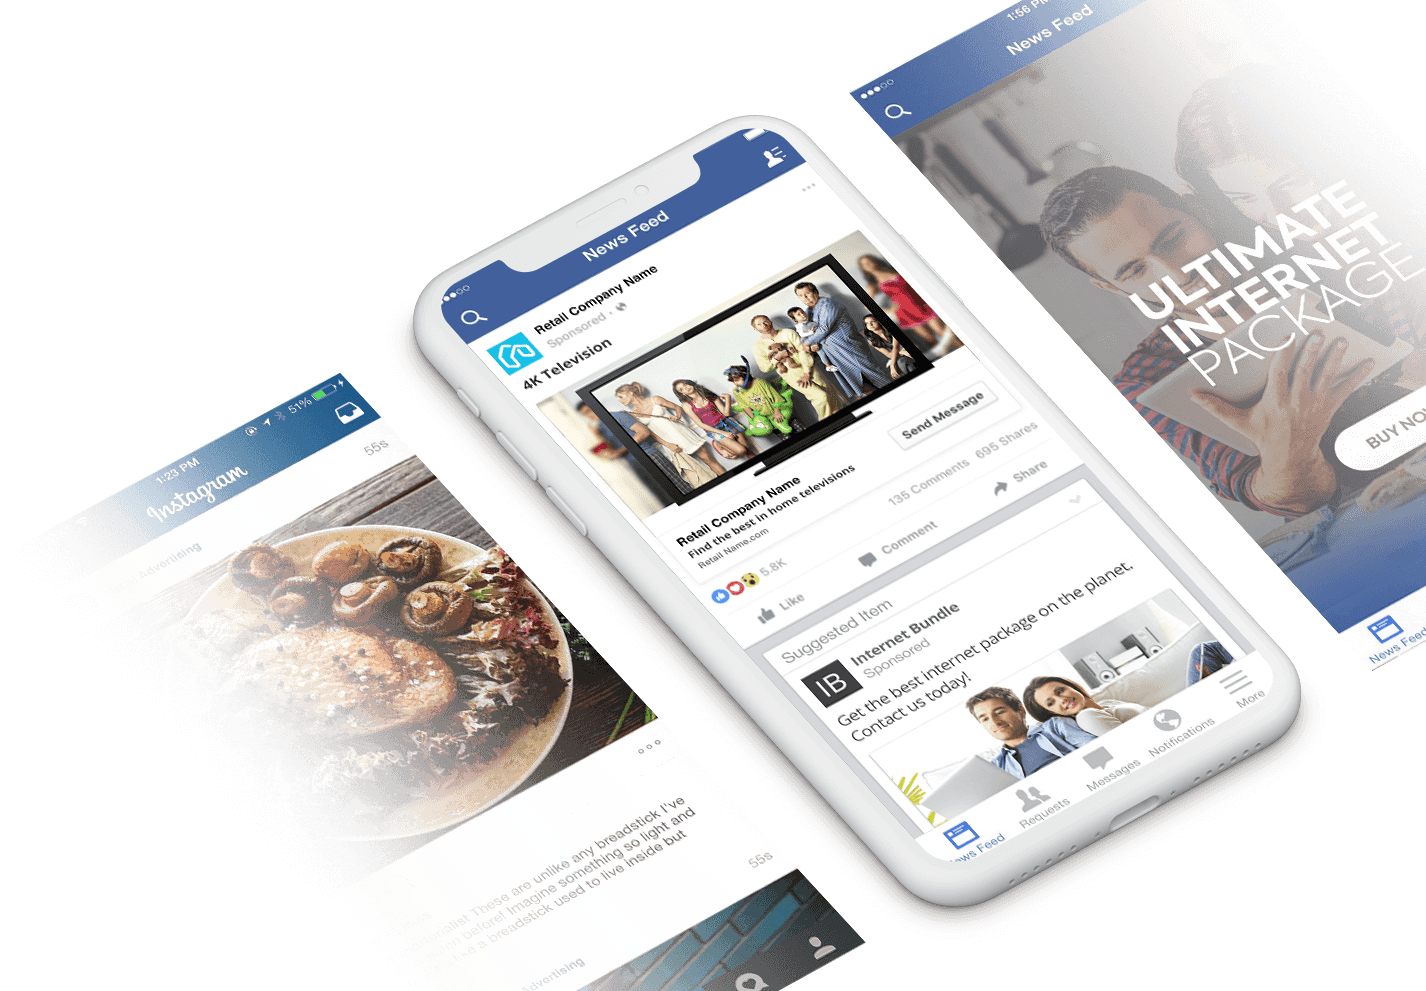 1:23 PM
51%
Instagram
Advertising
55s
These are unlike any breadstick I've
before! Imagine something so light and
like a breadstick used to live inside but
55s
Advertising
News Feed
Retail Company Name
Sponsored ·
4K Television
Send Message
Retail Company Name
Find the best in home televisions
Retail Name.com
5.8K
135 Comments 695 Shares
Like
Comment
Share
Suggested Item
IB
Internet Bundle
Sponsored
Get the best internet package on the planet.
Contact us today!
News Feed
Requests
Messages
Notifications
More
1:56 PM
News Feed
ULTIMATE
INTERNET
PACKAGE
BUY NO
News Feed